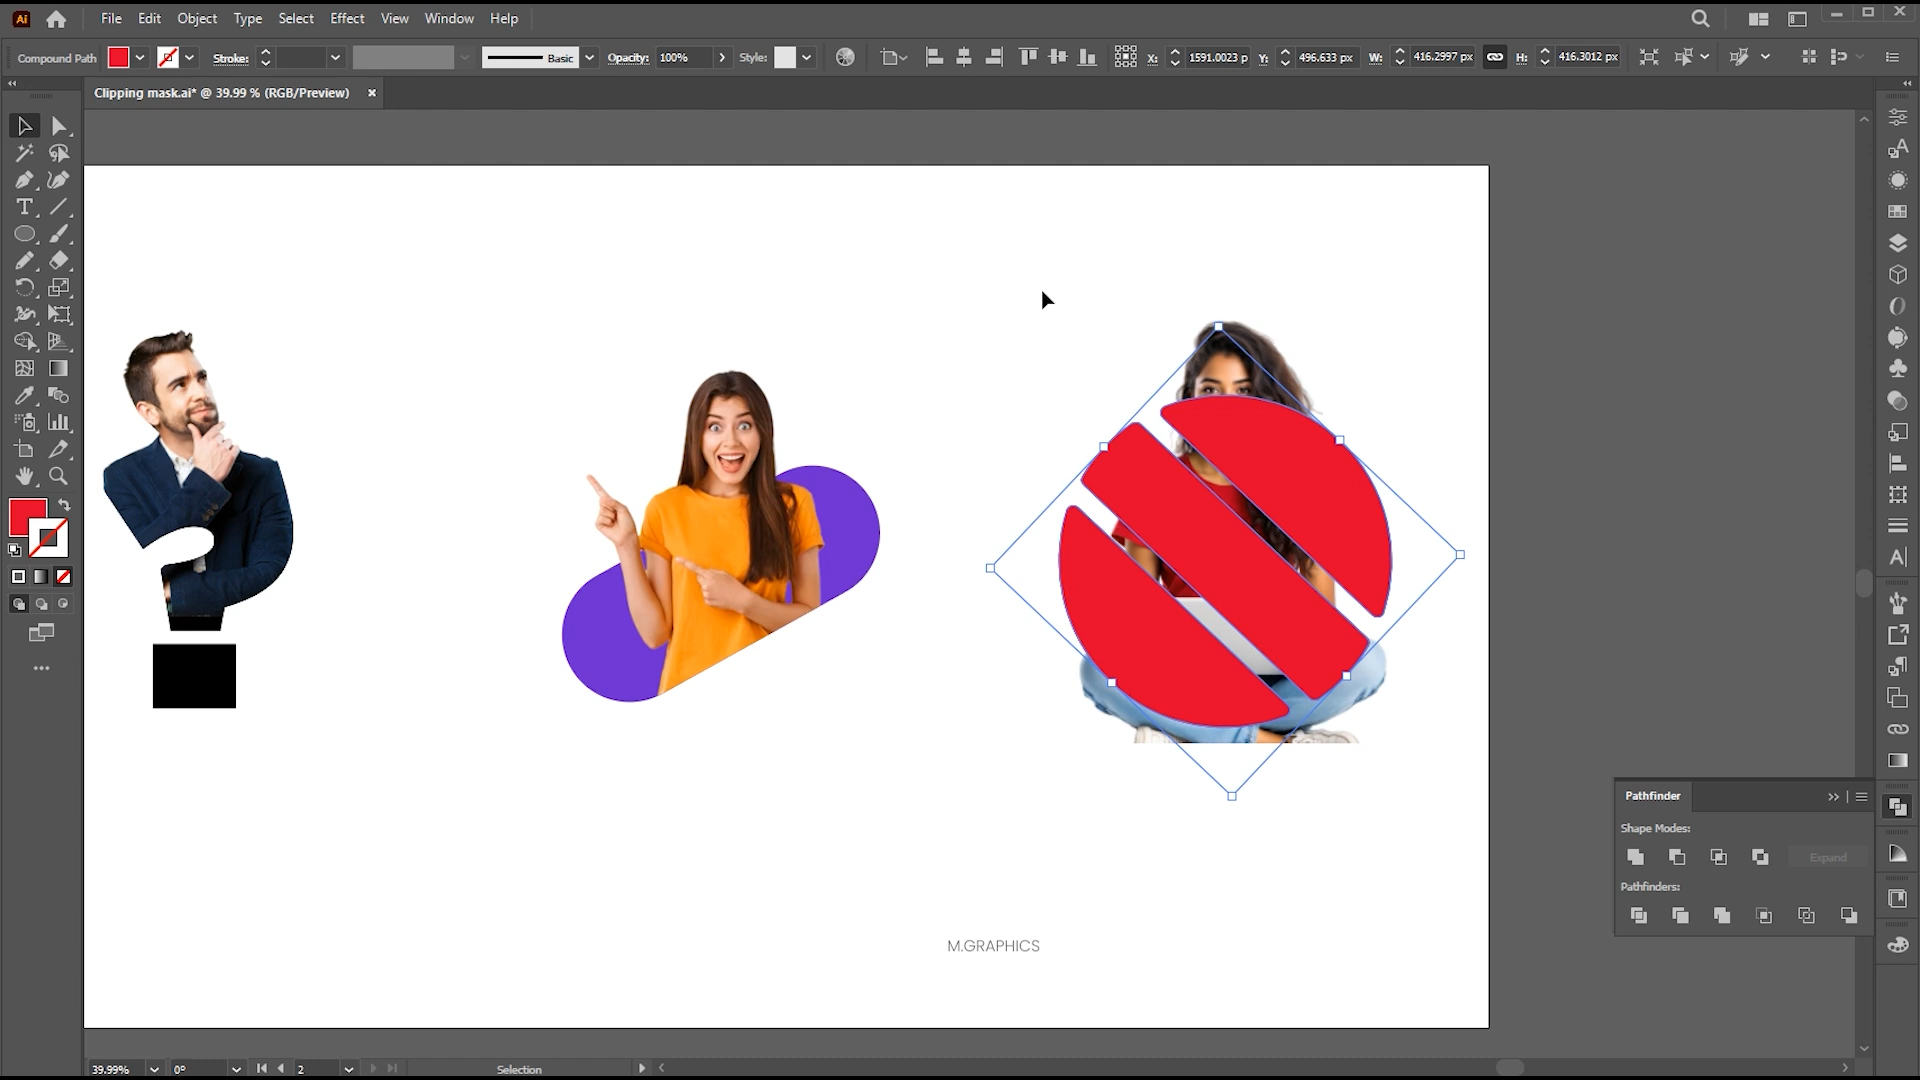 Ai File Edit Object Type Select Effect View Window Help
Compound Path Stroke: Basic Opacity: 100% Style: X: 1591.0023 p Y: 496.633 px W: 416.2997 px H: 416.3012 px
Clipping mask.ai* @ 39.99 % (RGB/Preview) ×
Pathfinder
Shape Modes:
Expand
Pathfinders:
M.GRAPHICS
39.99% 0° 2 Selection